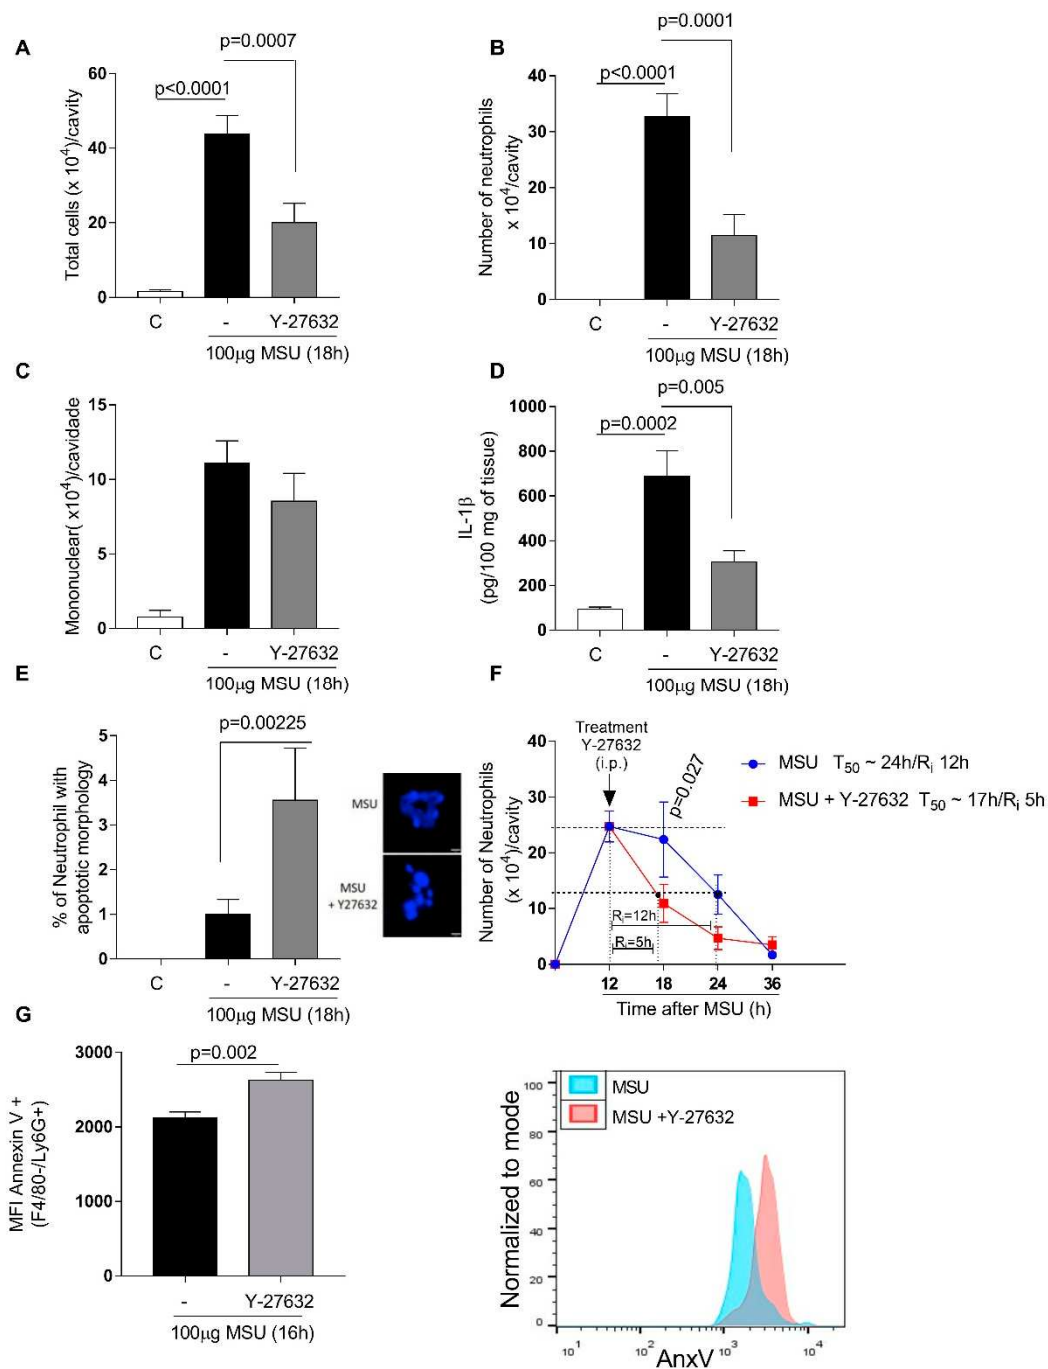 A
p=0.0007
p<0.0001
60
40
20
0
Total cells (x 10⁴)/cavity
C - Y-27632
100µg MSU (18h)
B
p=0.0001
p<0.0001
40
30
20
10
0
Number of neutrophils
x 10⁴/cavity
C - Y-27632
100µg MSU (18h)
C
15
10
5
0
Mononuclear( x10⁴)/cavidade
C - Y-27632
100µg MSU (18h)
D
p=0.005
p=0.0002
1000
800
600
400
200
0
IL-1β
(pg/100 mg of tissue)
C - Y-27632
100µg MSU (18h)
E
p=0.00225
5
4
3
2
1
0
% of Neutrophil with
apoptotic morphology
C - Y-27632
100µg MSU (18h)
MSU
MSU
+ Y27632
F
Treatment
Y-27632
(i.p.)
p=0.027
40
30
20
10
0
Number of Neutrophils
(x 10⁴)/cavity
Rᵢ=12h
Rᵢ=5h
12 18 24 36
Time after MSU (h)
MSU T₅₀ ~ 24h/Rᵢ 12h
MSU + Y-27632 T₅₀ ~ 17h/Rᵢ 5h
G
p=0.002
3000
2000
1000
0
MFI Annexin V +
(F4/80-/Ly6G+)
- Y-27632
100µg MSU (16h)
MSU
MSU +Y-27632
100
80
60
40
20
0
Normalized to mode
10¹ 10² 10³ 10⁴
AnxV